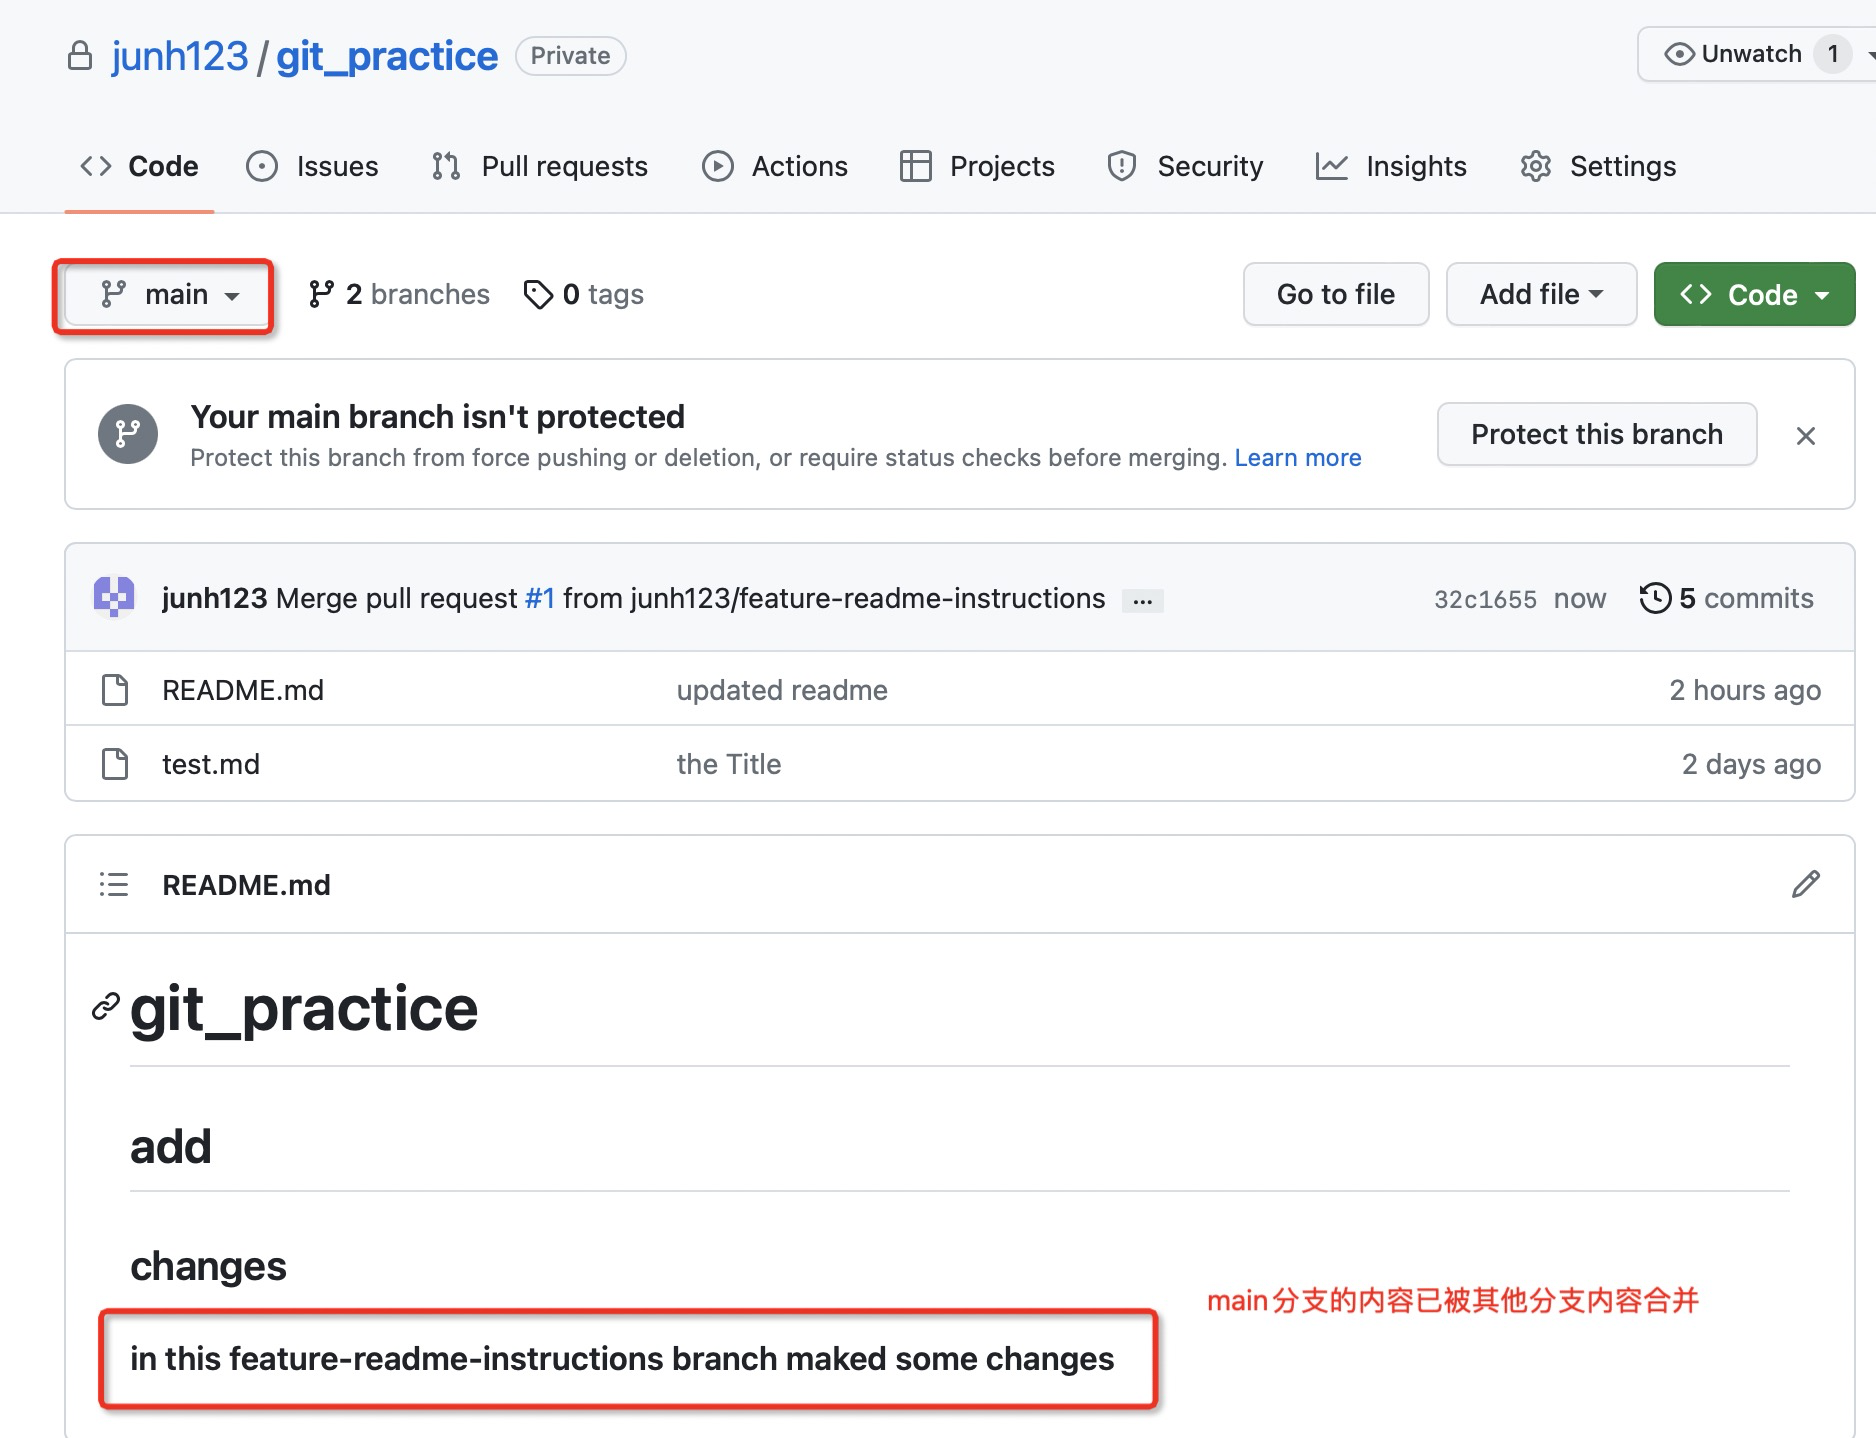 junh123 / git_practice Private
Unwatch 1
Code Issues Pull requests Actions Projects Security Insights Settings
main 2 branches 0 tags
Go to file Add file Code
Your main branch isn't protected
Protect this branch from force pushing or deletion, or require status checks before merging. Learn more
Protect this branch
junh123 Merge pull request #1 from junh123/feature-readme-instructions ... 32c1655 now 5 commits
README.md updated readme 2 hours ago
test.md the Title 2 days ago
README.md
git_practice
add
changes
main分支的内容已被其他分支内容合并
in this feature-readme-instructions branch maked some changes